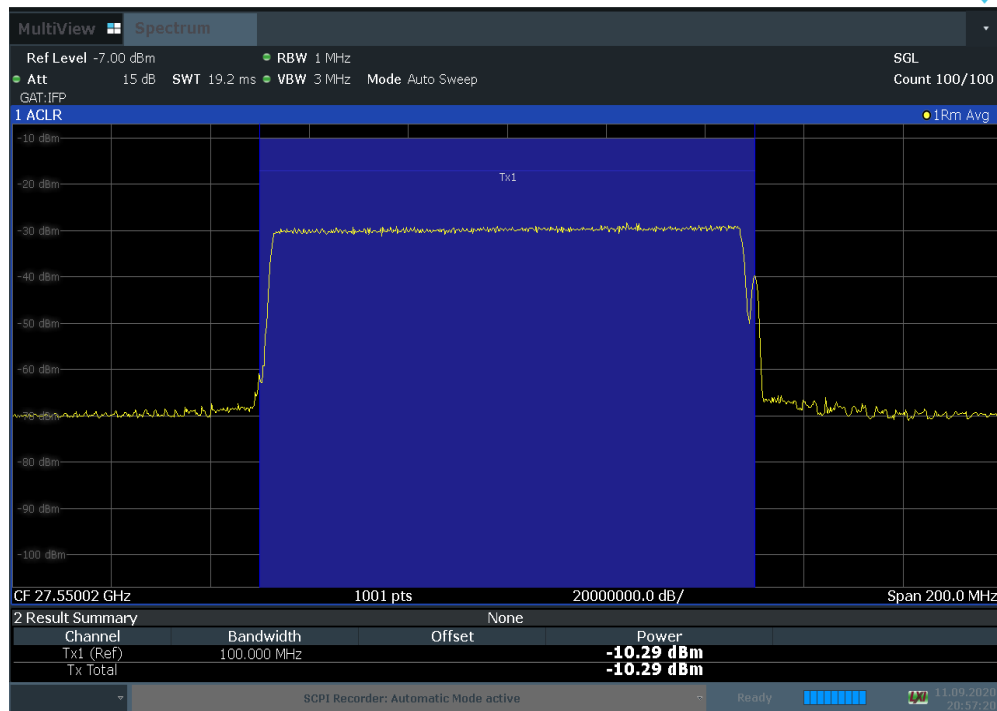 MultiView Spectrum
Ref Level -7.00 dBm RBW 1 MHz SGL
Att 15 dB SWT 19.2 ms VBW 3 MHz Mode Auto Sweep Count 100/100
GAT:IFP
1 ACLR 1Rm Avg
-10 dBm
Tx1
-20 dBm
-30 dBm
-40 dBm
-50 dBm
-60 dBm
-70 dBm
-80 dBm
-90 dBm
-100 dBm
CF 27.55002 GHz 1001 pts 20000000.0 dB/ Span 200.0 MHz
2 Result Summary None
Channel Bandwidth Offset Power
Tx1 (Ref) 100.000 MHz -10.29 dBm
Tx Total -10.29 dBm
SCPI Recorder: Automatic Mode active Ready LXI 11.09.2020
20:57:20